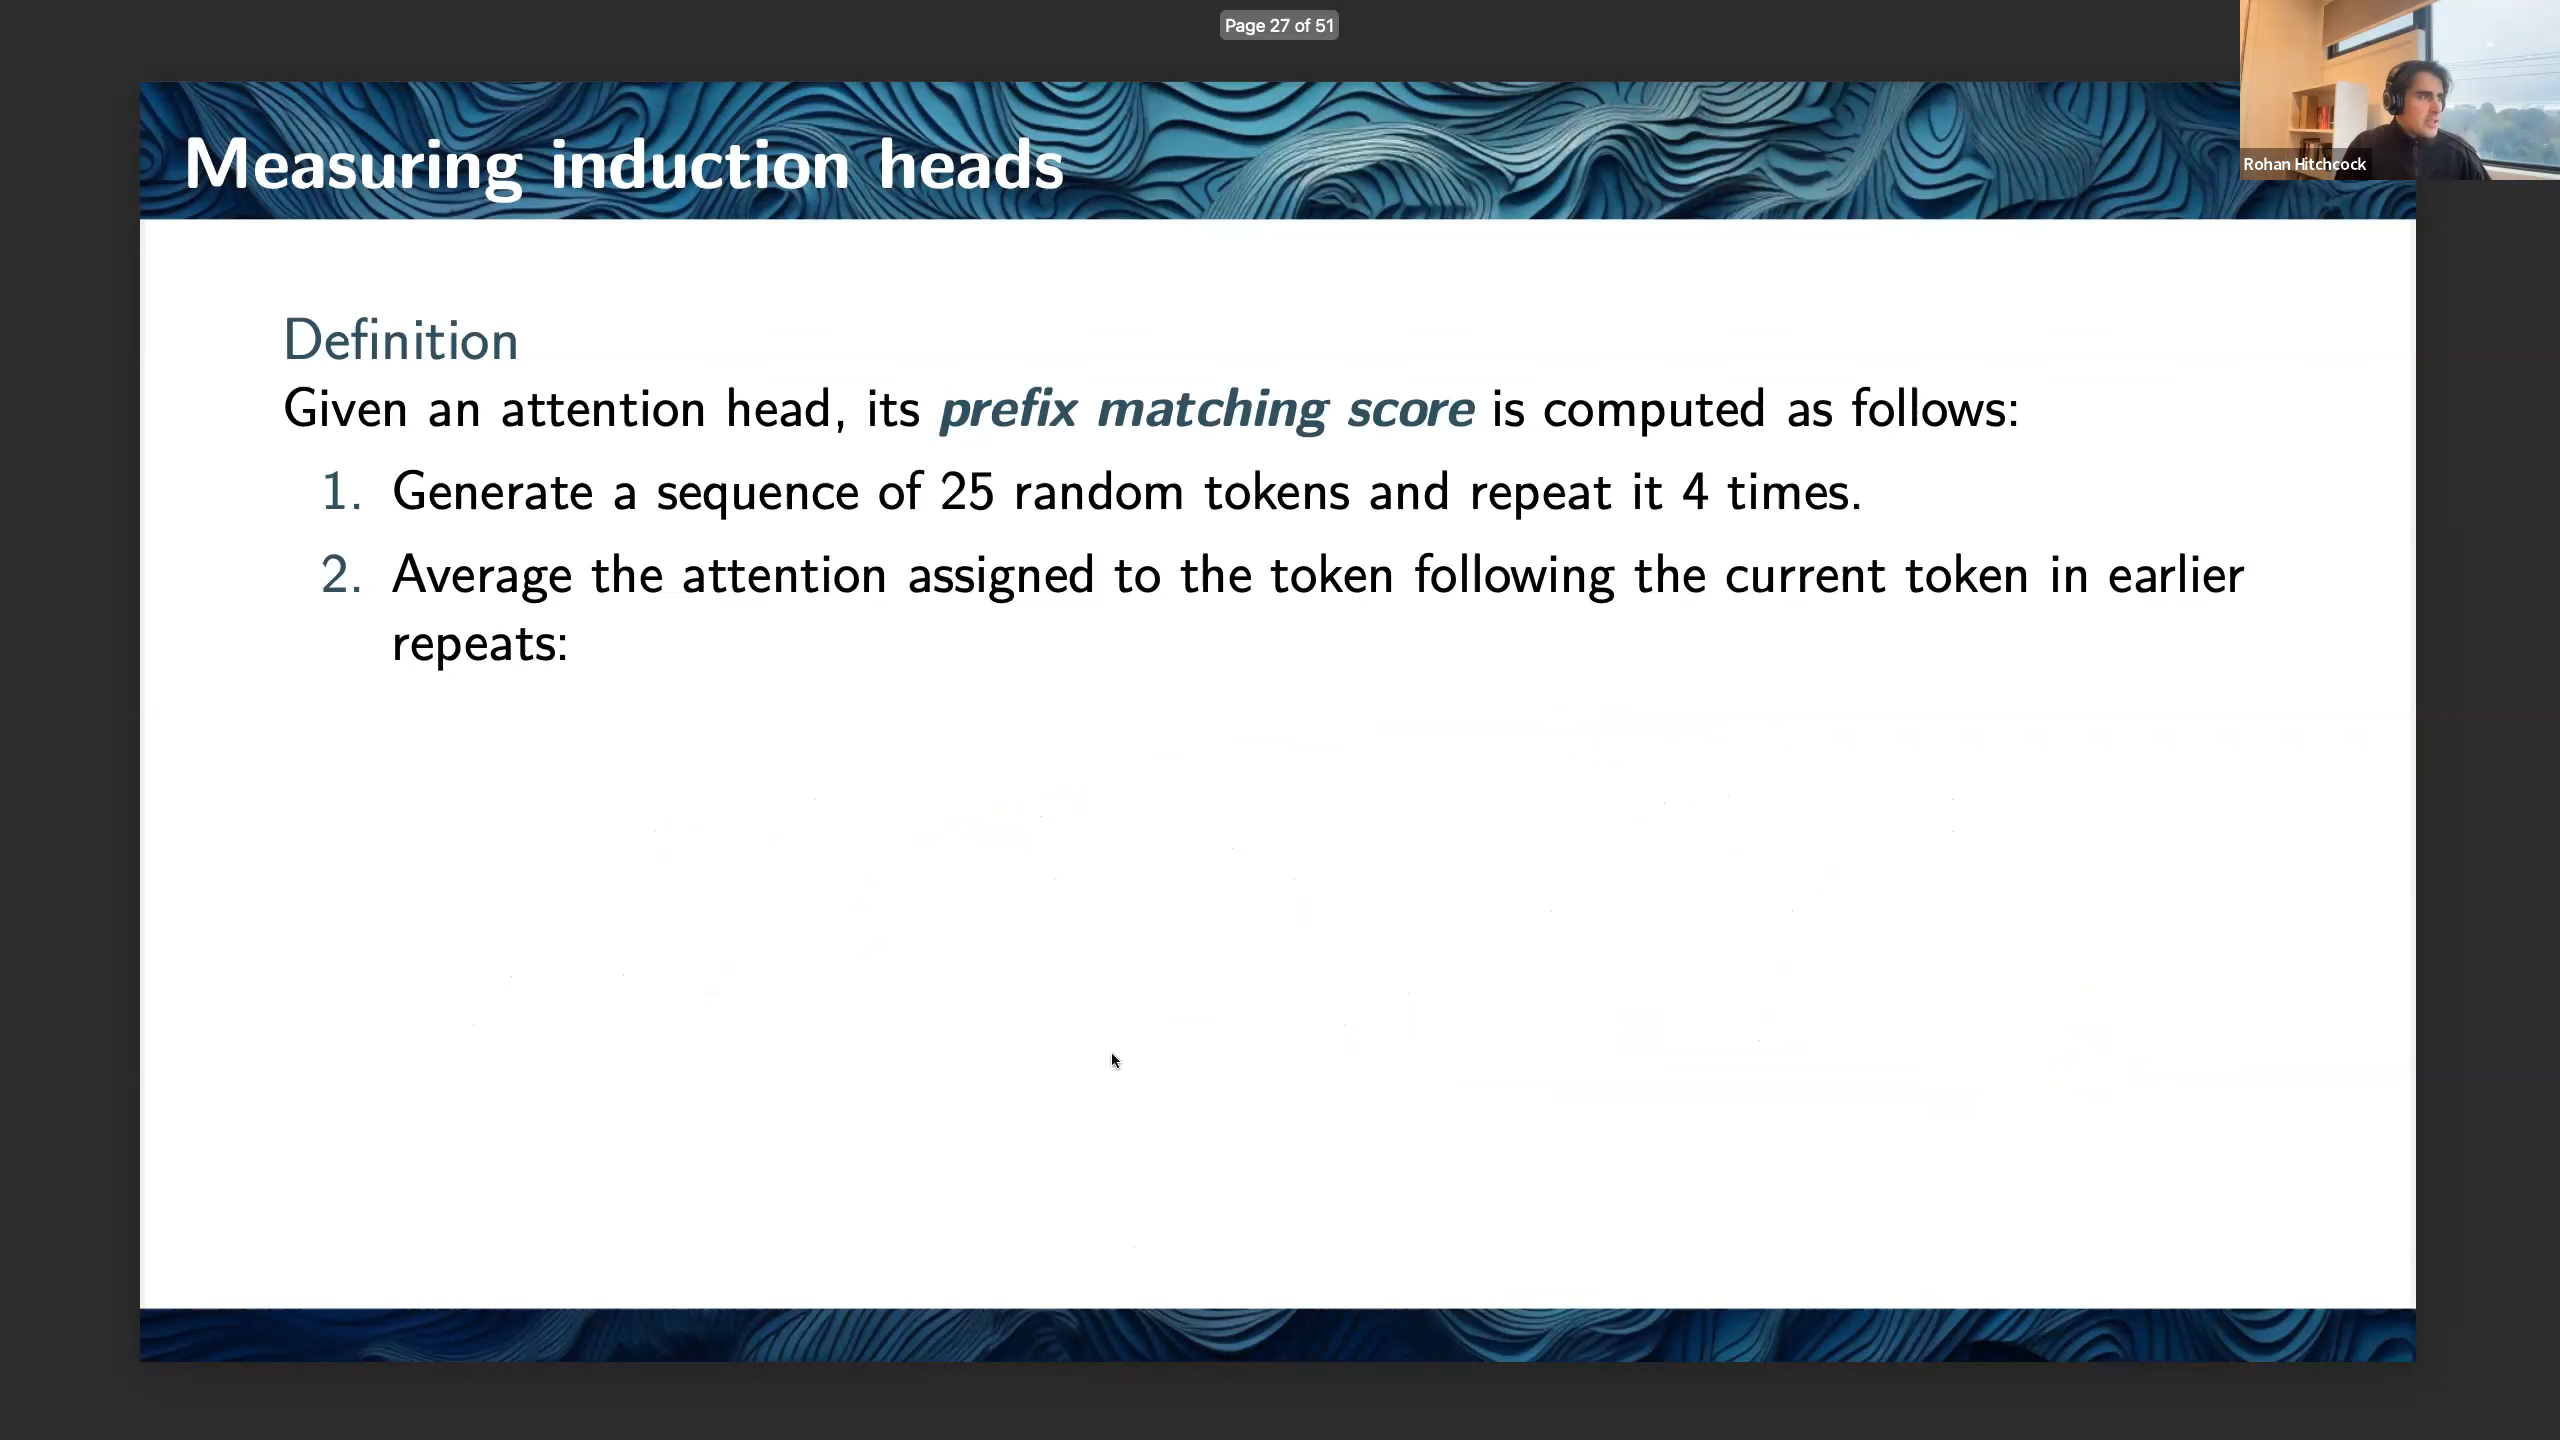 Page 27 of 51
Measuring induction heads
Rohan Hitchcock
Definition
Given an attention head, its prefix matching score is computed as follows:
1. Generate a sequence of 25 random tokens and repeat it 4 times.
2. Average the attention assigned to the token following the current token in earlier
repeats: